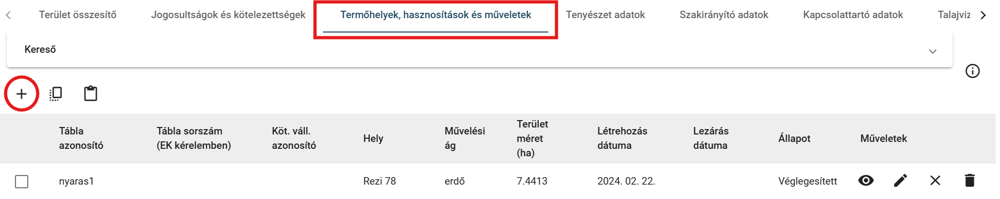 Terület összesítő Jogosultságok és kötelezettségek Termőhelyek, hasznosítások és műveletek Tenyészet adatok Szakirányító adatok Kapcsolattartó adatok Talajviz
Kereső
Tábla azonosító Tábla sorszám (EK kérelemben) Köt. váll. azonosító Hely Művelési ág Terület méret (ha) Létrehozás dátuma Lezárás dátuma Állapot Műveletek
nyaras1 Rezi 78 erdő 7.4413 2024. 02. 22. Véglegesített